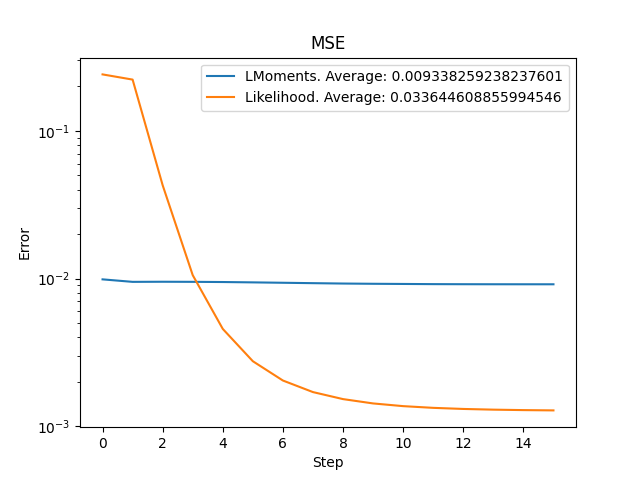 MSE
LMoments. Average: 0.009338259238237601
Likelihood. Average: 0.033644608855994546
10⁻¹
10⁻²
10⁻³
Error
0 2 4 6 8 10 12 14
Step